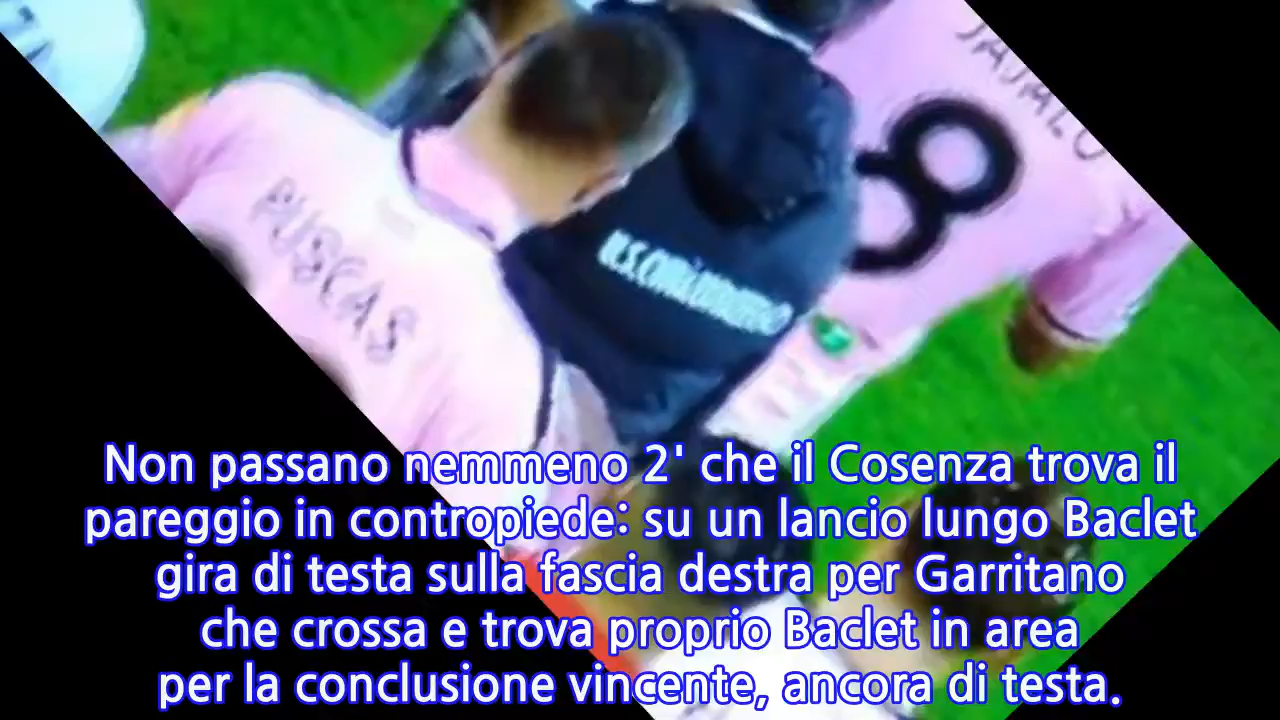 JAJALO
8
PUSCAS
Non passano nemmeno 2' che il Cosenza trova il
pareggio in contropiede: su un lancio lungo Baclet
gira di testa sulla fascia destra per Garritano
che crossa e trova proprio Baclet in area
per la conclusione vincente, ancora di testa.